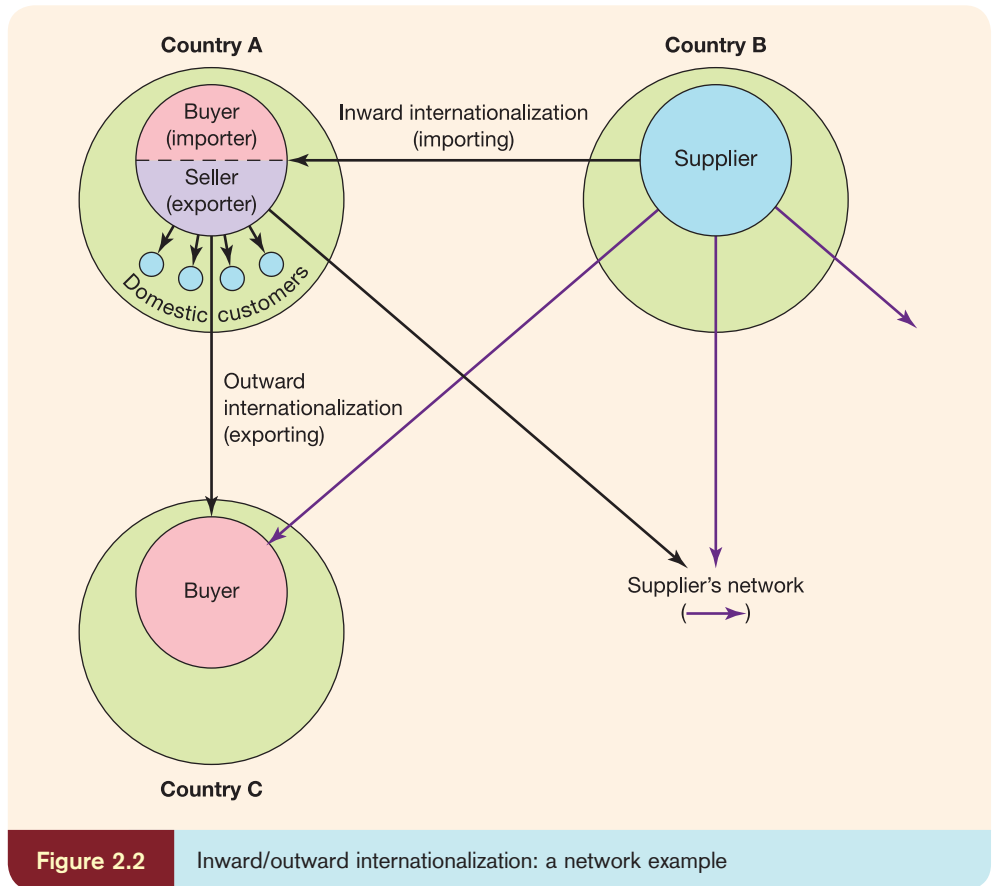 Country A
Country B
Buyer
(importer)
Seller
(exporter)
Inward internationalization
(importing)
Supplier
Domestic customers
Outward
internationalization
(exporting)
Buyer
Supplier's network
( )
Country C
Figure 2.2
Inward/outward internationalization: a network example